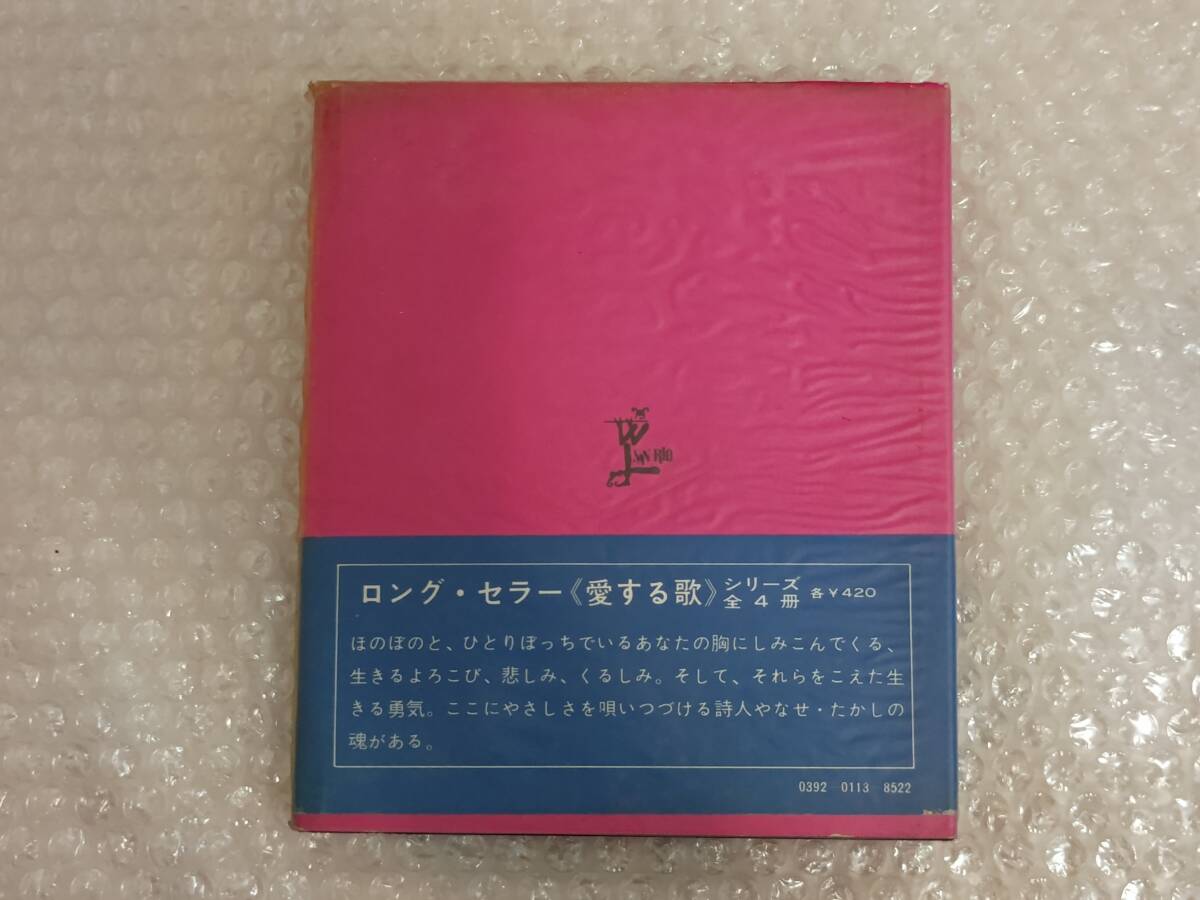 ロング・セラー《愛する歌》シリーズ全4冊 各￥420
ほのぼのと、ひとりぼっちでいるあなたの胸にしみこんでくる、
生きるよろこび、悲しみ、くるしみ。そして、それらをこえた生
きる勇気。ここにやさしさを唄いつづける詩人やなせ・たかしの
魂がある。
0392 0113 8522